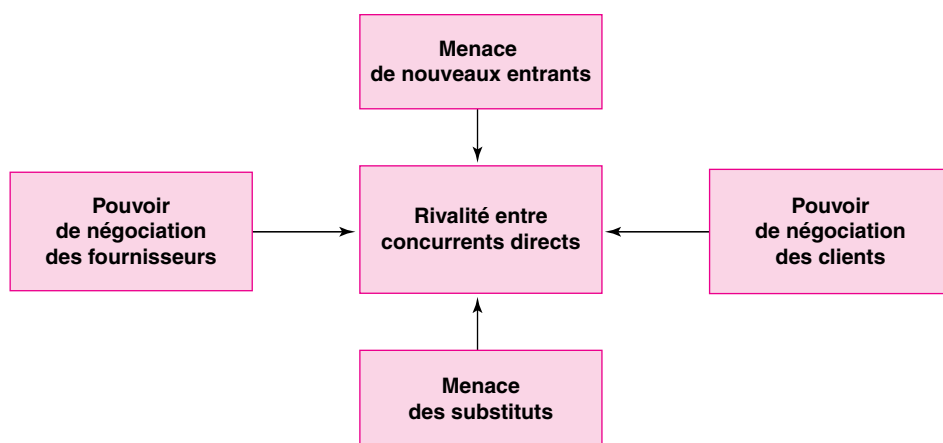 Menace
de nouveaux entrants
Pouvoir
de négociation
des fournisseurs
Rivalité entre
concurrents directs
Pouvoir
de négociation
des clients
Menace
des substituts